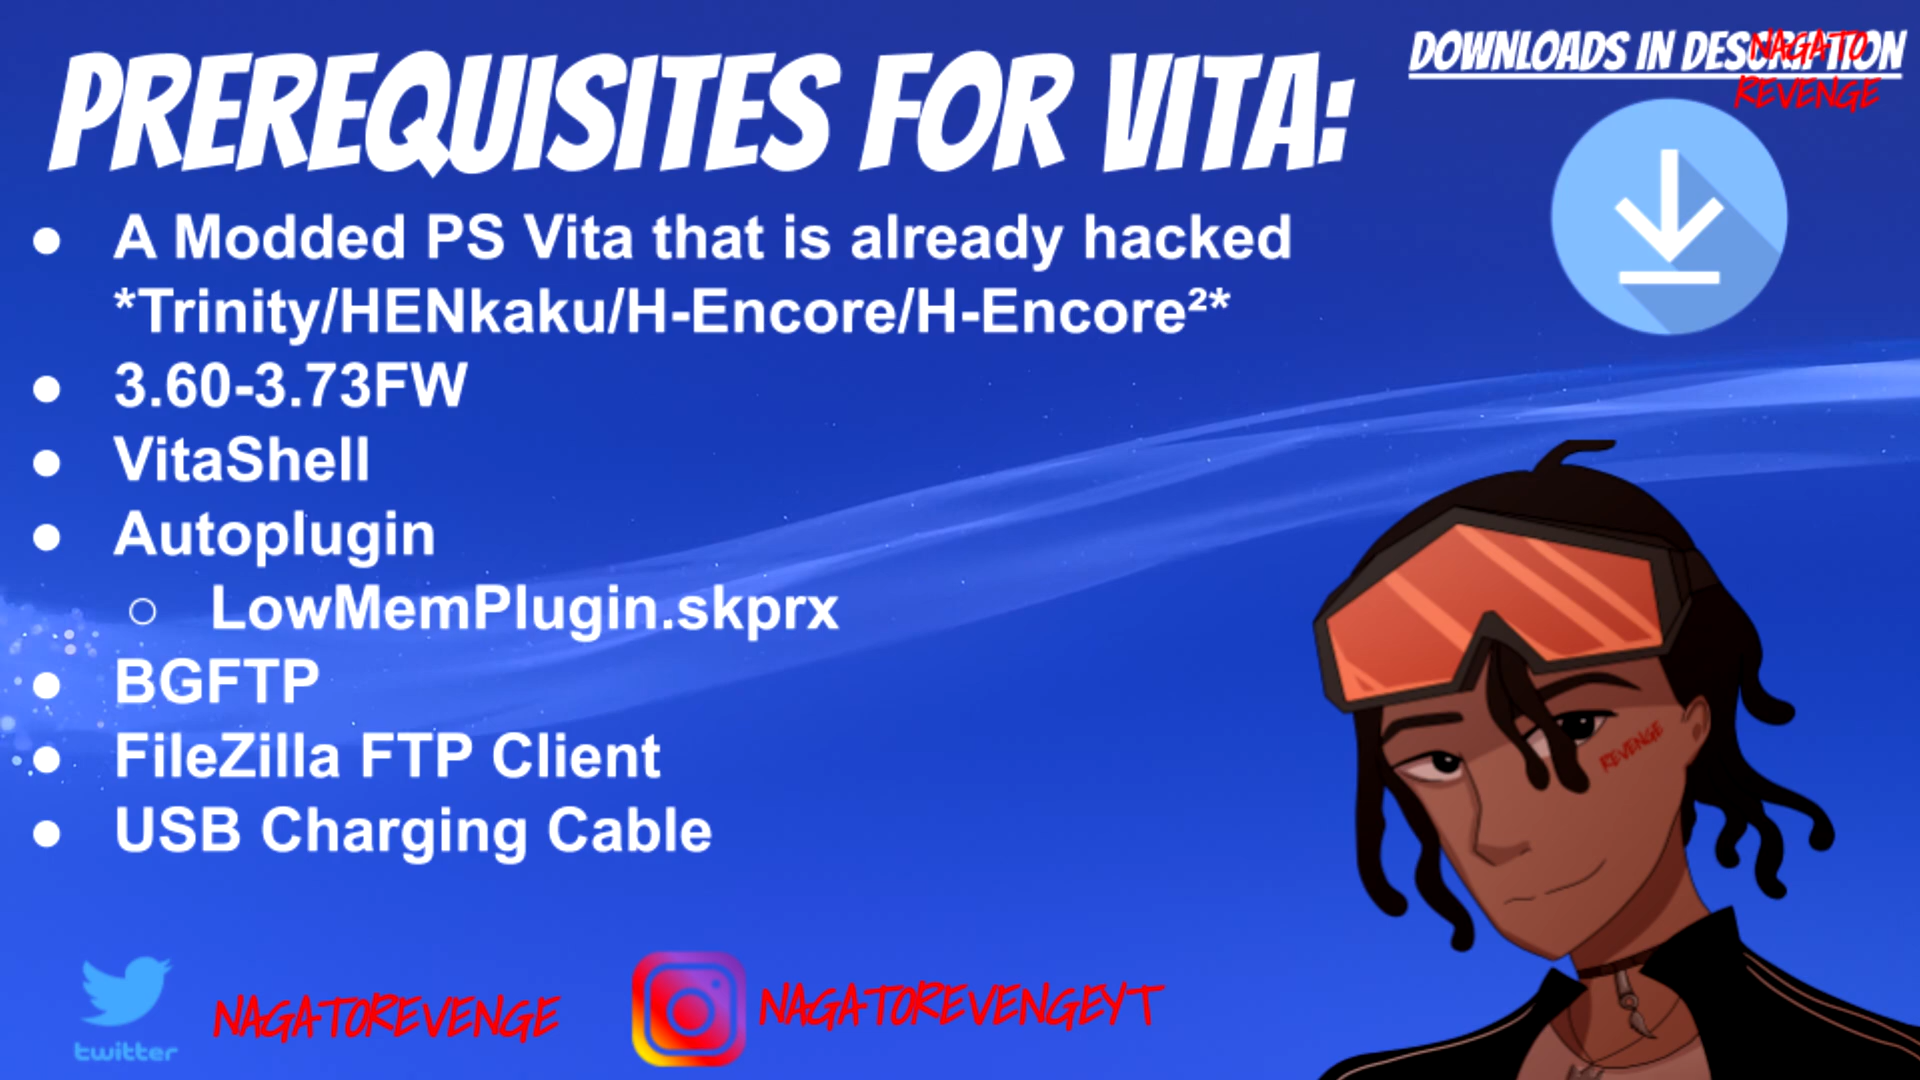 PREREQUISITES FOR VITA:
DOWNLOADS IN DESCRIPTION
NAGATO
REVENGE
● A Modded PS Vita that is already hacked
*Trinity/HENkaku/H-Encore/H-Encore²*
● 3.60-3.73FW
● VitaShell
● Autoplugin
○ LowMemPlugin.skprx
● BGFTP
● FileZilla FTP Client
● USB Charging Cable
REVENGE
twitter
NAGATOREVENGE
NAGATOREVENGEYT